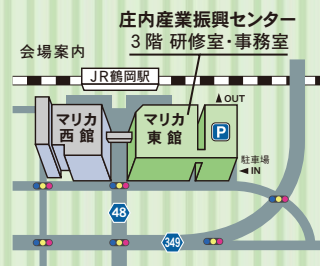 庄内産業振興センター
3階 研修室・事務室
会場案内
JR鶴岡駅
▲OUT
マリカ
西館
マリカ
東館
P
駐車場
◀IN
48
349